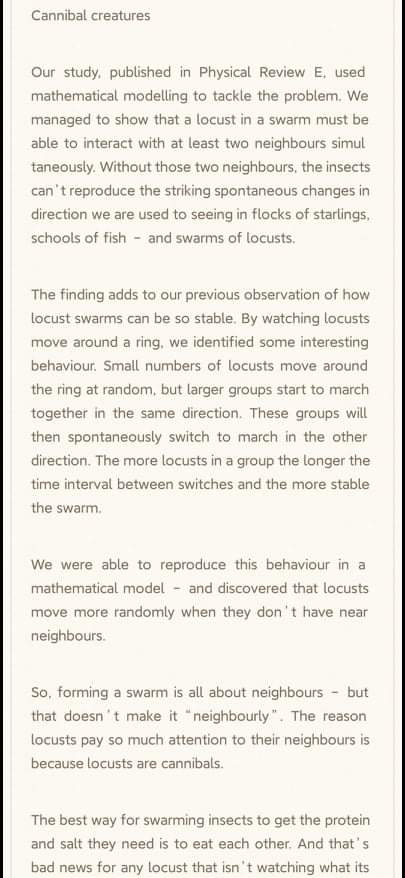 Cannibal creatures
Our study, published in Physical Review E, used
mathematical modelling to tackle the problem. We
managed to show that a locust in a swarm must be
able to interact with at least two neighbours simul
taneously. Without those two neighbours, the insects
can't reproduce the striking spontaneous changes in
direction we are used to seeing in flocks of starlings,
schools of fish – and swarms of locusts.
The finding adds to our previous observation of how
locust swarms can be so stable. By watching locusts
move around a ring, we identified some interesting
behaviour. Small numbers of locusts move around
the ring at random, but larger groups start to march
together in the same direction. These groups will
then spontaneously switch to march in the other
direction. The more locusts in a group the longer the
time interval between switches and the more stable
the swarm.
We were able to reproduce this behaviour in a
mathematical model – and discovered that locusts
move more randomly when they don't have near
neighbours.
So, forming a swarm is all about neighbours – but
that doesn't make it “neighbourly”. The reason
locusts pay so much attention to their neighbours is
because locusts are cannibals.
The best way for swarming insects to get the protein
and salt they need is to eat each other. And that's
bad news for any locust that isn't watching what its